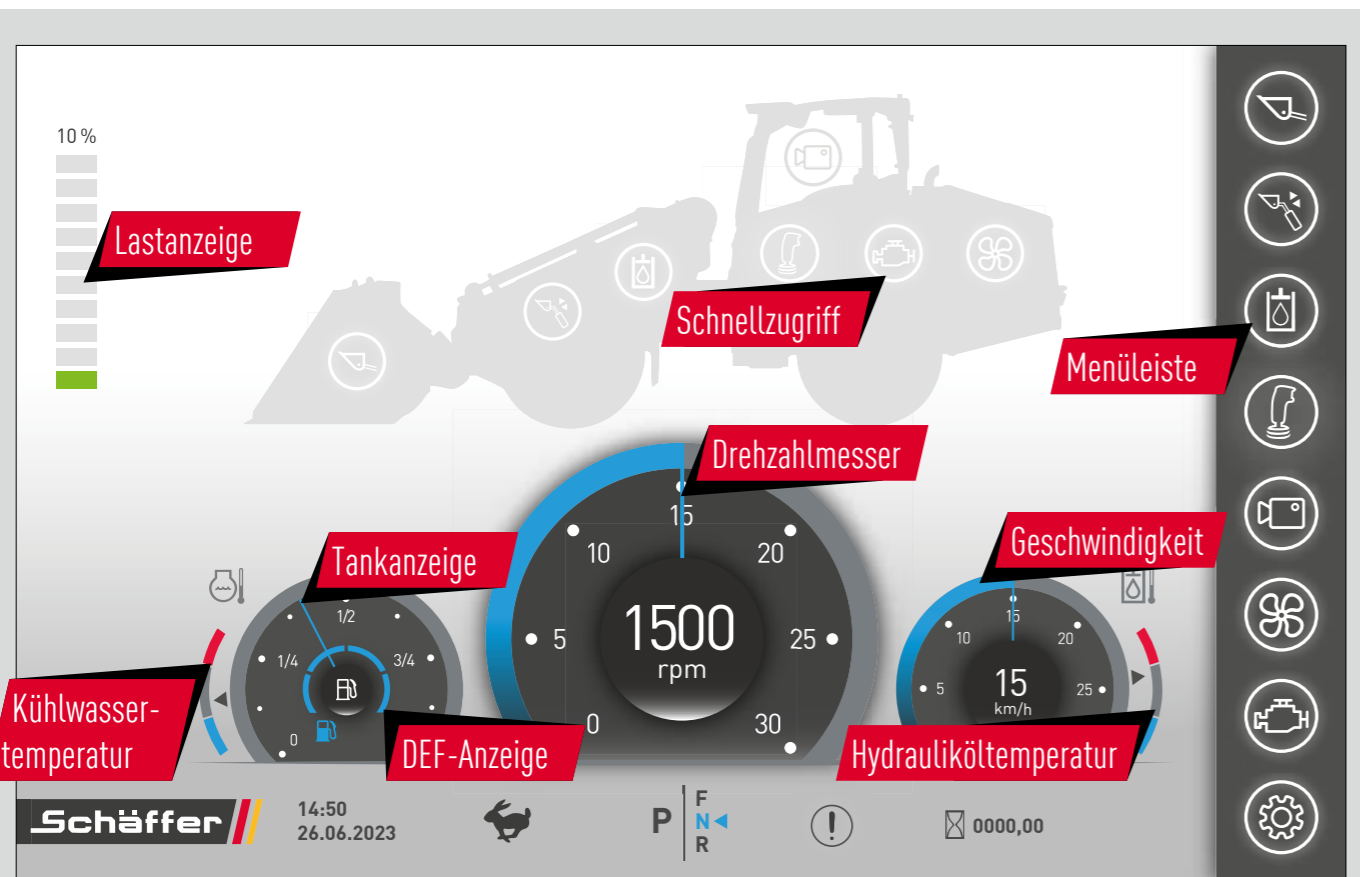 10 %
Lastanzeige
Schnellzugriff
Menüleiste
Drehzahlmesser
Tankanzeige
Geschwindigkeit
0
1/4
1/2
3/4
0
5
10
15
20
25
30
1500
rpm
5
10
15
20
25
15
km/h
Kühlwasser-
temperatur
DEF-Anzeige
Hydrauliköltemperatur
Schäffer
14:50
26.06.2023
P
F
N
R
!
0000,00